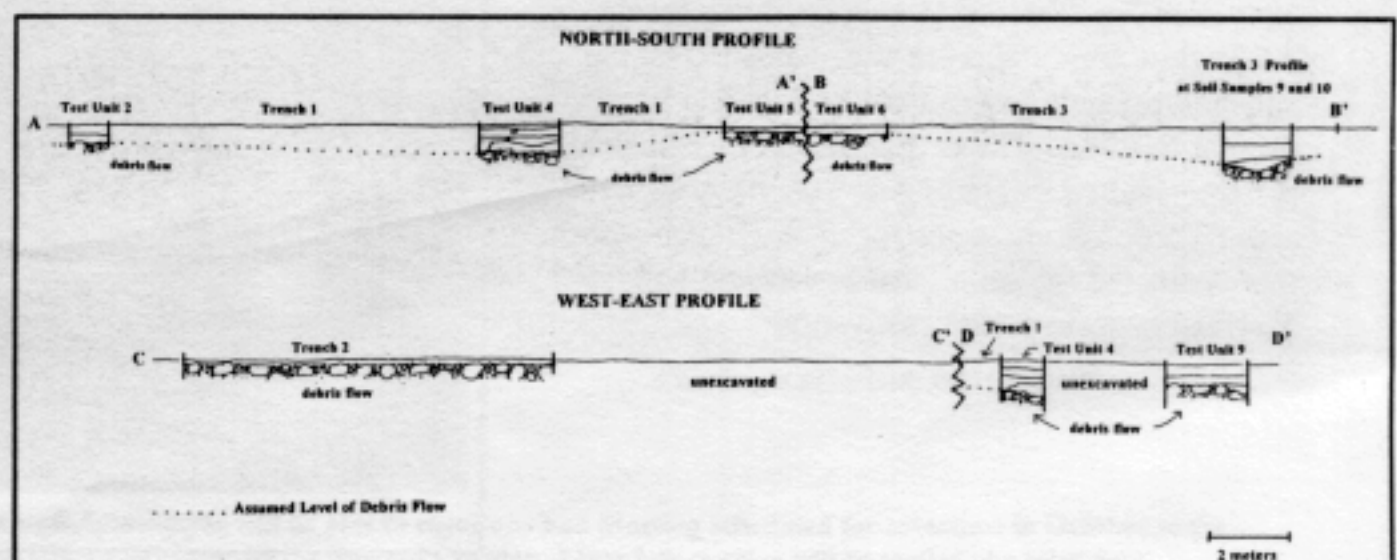 NORTH-SOUTH PROFILE
Trench 3 Profile
at Soil Samples 9 and 10
A' B
Test Unit 2 Trench 1 Test Unit 4 Trench 1 Test Unit 5 Test Unit 6 Trench 3 B'
A
debris flow debris flow debris flow debris flow
WEST-EAST PROFILE
C' D Trench 1
C Trench 2 Test Unit 4 Test Unit 9 D'
debris flow unexcavated unexcavated
debris flow
Assumed Level of Debris Flow
2 meters